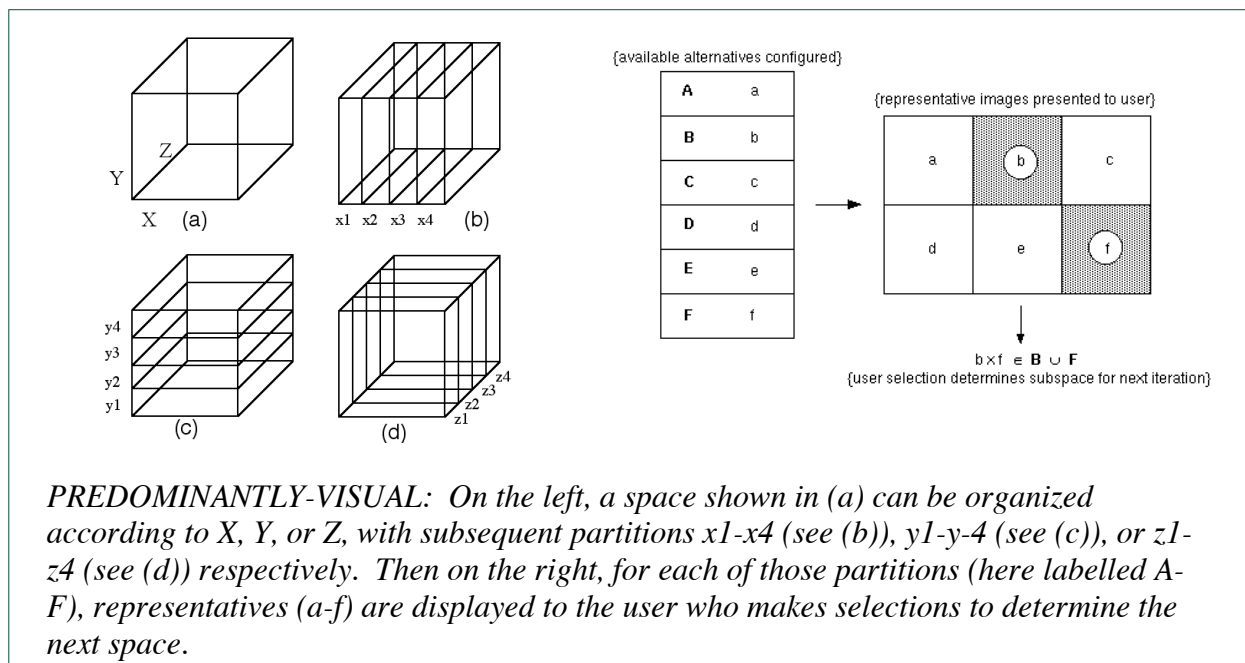 Z
Y
X
(a)
x1 x2 x3 x4
(b)
y4
y3
y2
y1
(c)
z4
z3
z2
z1
(d)
{available alternatives configured}
A a
B b
C c
D d
E e
F f
{representative images presented to user}
a b c
d e f
b×f ∈ B ∪ F
{user selection determines subspace for next iteration}
PREDOMINANTLY-VISUAL: On the left, a space shown in (a) can be organized
according to X, Y, or Z, with subsequent partitions x1-x4 (see (b)), y1-y-4 (see (c)), or z1-
z4 (see (d)) respectively. Then on the right, for each of those partitions (here labelled A-
F), representatives (a-f) are displayed to the user who makes selections to determine the
next space.